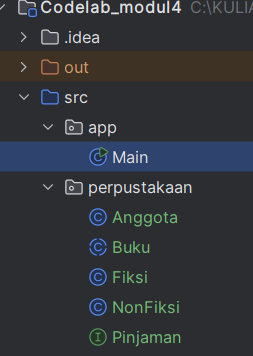 Codelab_modul4 C:\KULIA
.idea
out
src
app
Main
perpustakaan
C Anggota
C Buku
C Fiksi
C NonFiksi
I Pinjaman